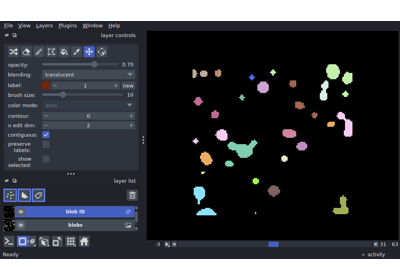 File View Layers Plugins Window Help
layer controls
opacity: 0.70
blending: translucent
label: 1 new
brush size: 10
color mode: auto
contour: 0
n edit dim: 2
contiguous:
preserve labels:
show selected:
layer list
blob ID
blobs
-3 31 63
Ready activity